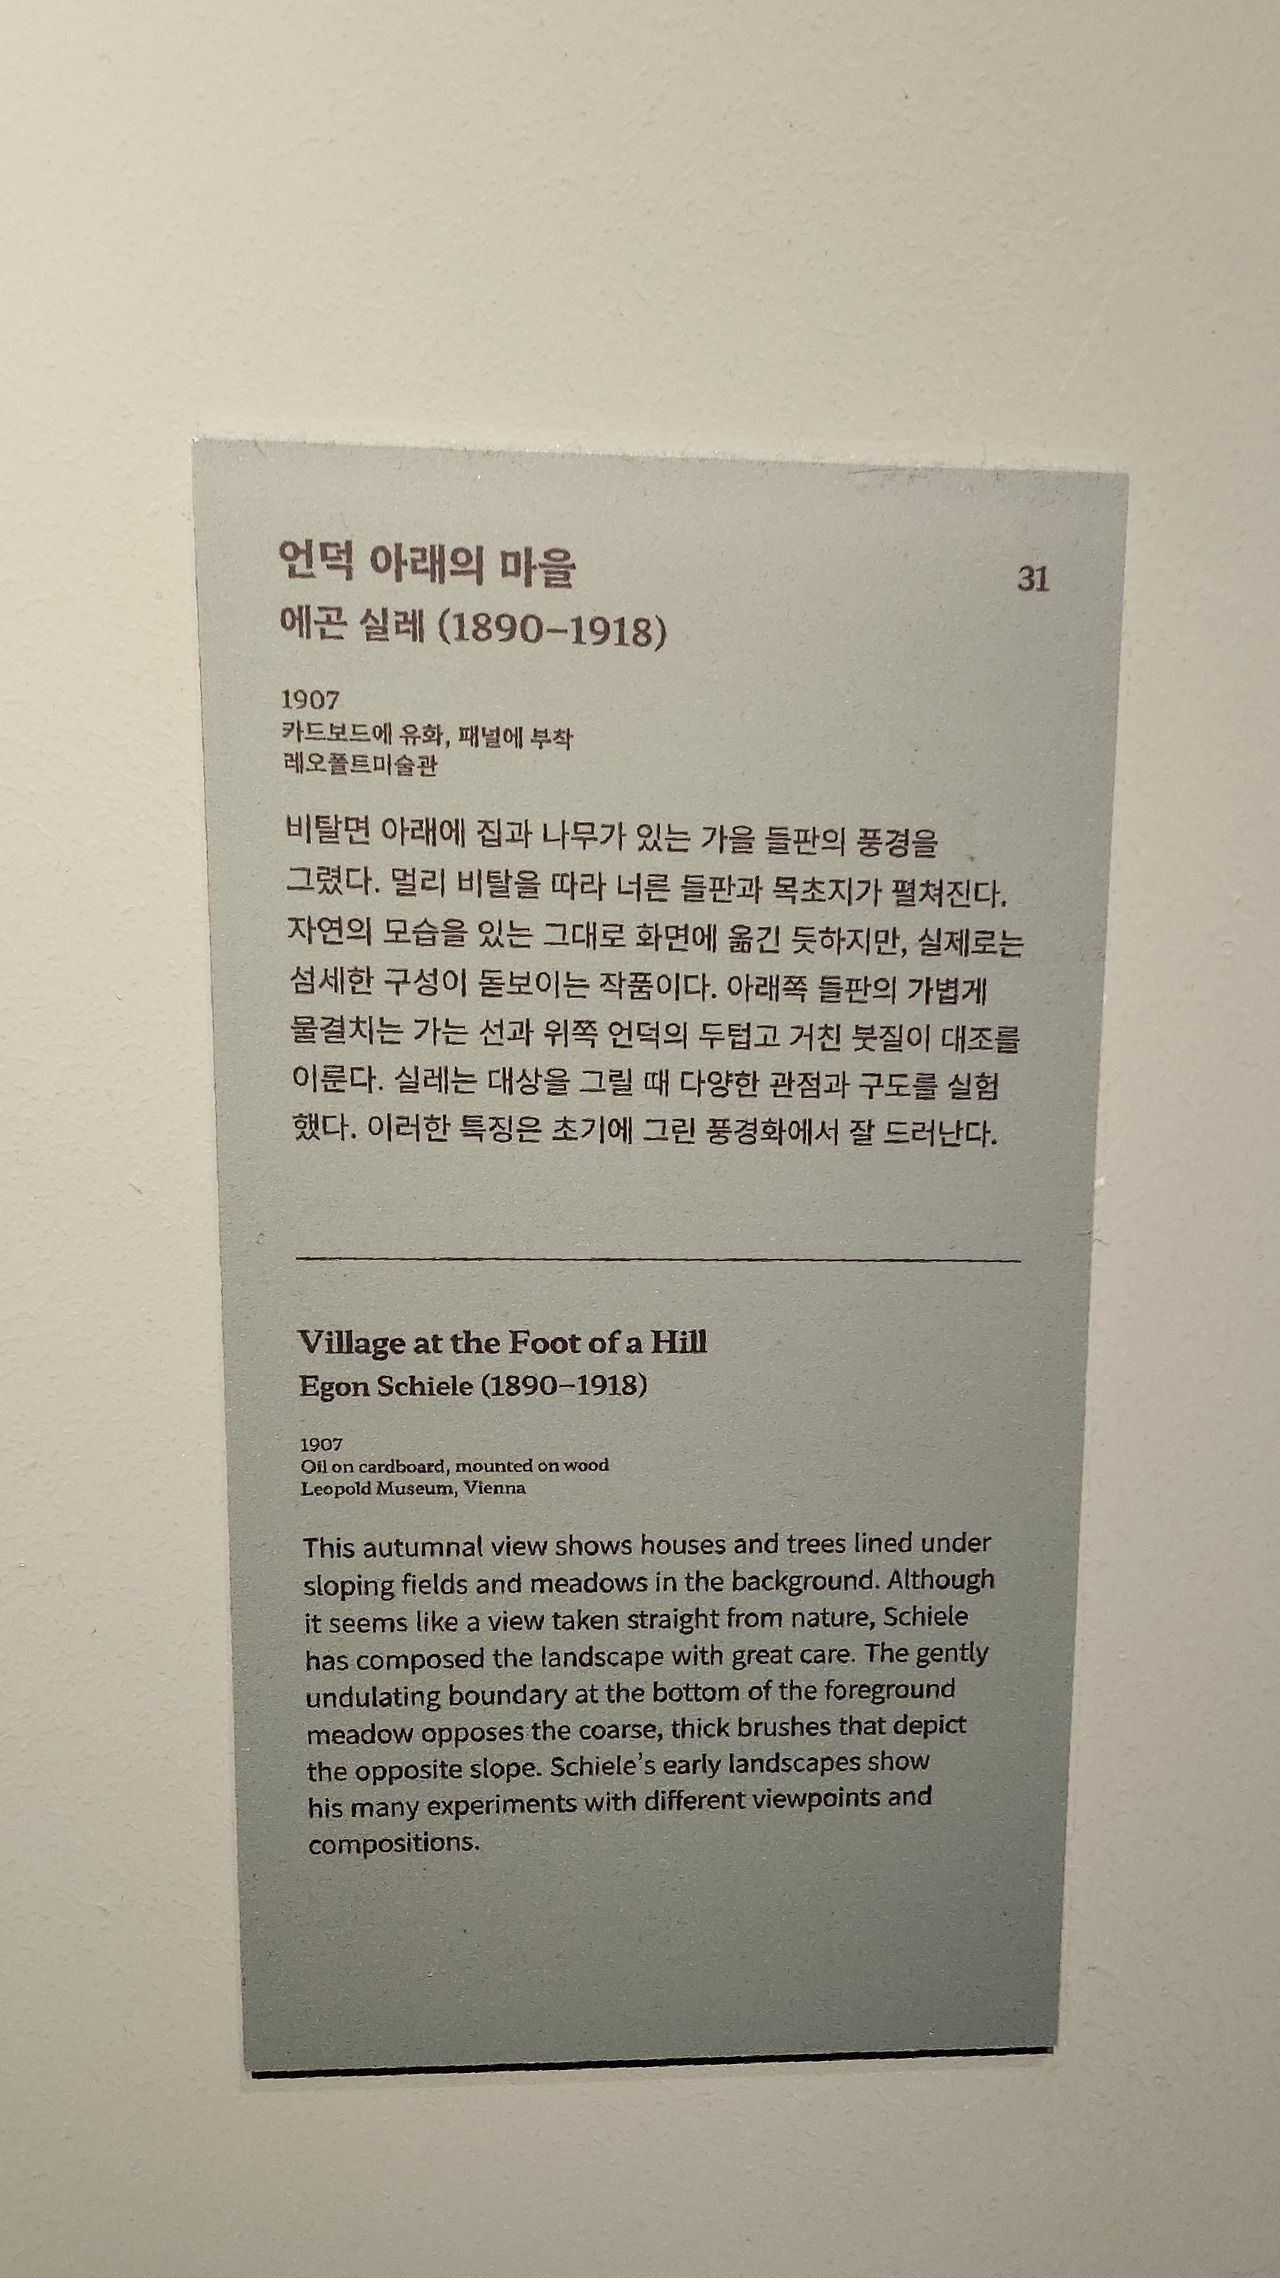 언덕 아래의 마을
31
에곤 실레 (1890–1918)
1907
카드보드에 유화, 패널에 부착
레오폴트미술관
비탈면 아래에 집과 나무가 있는 가을 들판의 풍경을
그렸다. 멀리 비탈을 따라 너른 들판과 목초지가 펼쳐진다.
자연의 모습을 있는 그대로 화면에 옮긴 듯하지만, 실제로는
섬세한 구성이 돋보이는 작품이다. 아래쪽 들판의 가볍게
물결치는 가는 선과 위쪽 언덕의 두텁고 거친 붓질이 대조를
이룬다. 실레는 대상을 그릴 때 다양한 관점과 구도를 실험
했다. 이러한 특징은 초기에 그린 풍경화에서 잘 드러난다.
Village at the Foot of a Hill
Egon Schiele (1890–1918)
1907
Oil on cardboard, mounted on wood
Leopold Museum, Vienna
This autumnal view shows houses and trees lined under
sloping fields and meadows in the background. Although
it seems like a view taken straight from nature, Schiele
has composed the landscape with great care. The gently
undulating boundary at the bottom of the foreground
meadow opposes the coarse, thick brushes that depict
the opposite slope. Schiele's early landscapes show
his many experiments with different viewpoints and
compositions.